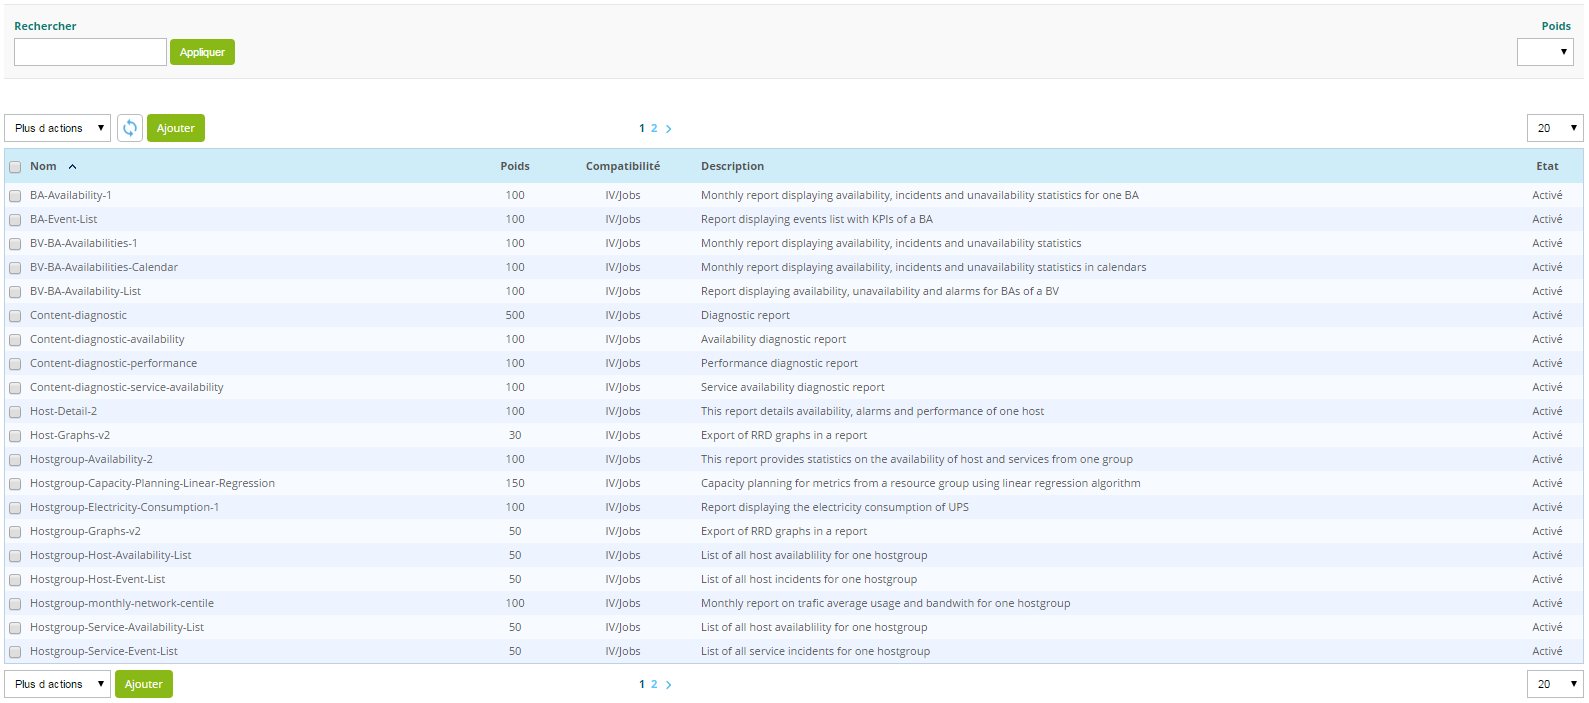 Rechercher Poids
Appliquer
Plus d actions Ajouter 1 2 20
Nom Poids Compatibilité Description Etat
BA-Availability-1 100 IV/Jobs Monthly report displaying availability, incidents and unavailability statistics for one BA Activé
BA-Event-List 100 IV/Jobs Report displaying events list with KPIs of a BA Activé
BV-BA-Availabilities-1 100 IV/Jobs Monthly report displaying availability, incidents and unavailability statistics Activé
BV-BA-Availabilities-Calendar 100 IV/Jobs Monthly report displaying availability, incidents and unavailability statistics in calendars Activé
BV-BA-Availability-List 100 IV/Jobs Report displaying availability, unavailability and alarms for BAs of a BV Activé
Content-diagnostic 500 IV/Jobs Diagnostic report Activé
Content-diagnostic-availability 100 IV/Jobs Availability diagnostic report Activé
Content-diagnostic-performance 100 IV/Jobs Performance diagnostic report Activé
Content-diagnostic-service-availability 100 IV/Jobs Service availability diagnostic report Activé
Host-Detail-2 100 IV/Jobs This report details availability, alarms and performance of one host Activé
Host-Graphs-v2 30 IV/Jobs Export of RRD graphs in a report Activé
Hostgroup-Availability-2 100 IV/Jobs This report provides statistics on the availability of host and services from one group Activé
Hostgroup-Capacity-Planning-Linear-Regression 150 IV/Jobs Capacity planning for metrics from a resource group using linear regression algorithm Activé
Hostgroup-Electricity-Consumption-1 100 IV/Jobs Report displaying the electricity consumption of UPS Activé
Hostgroup-Graphs-v2 50 IV/Jobs Export of RRD graphs in a report Activé
Hostgroup-Host-Availability-List 50 IV/Jobs List of all host availablility for one hostgroup Activé
Hostgroup-Host-Event-List 50 IV/Jobs List of all host incidents for one hostgroup Activé
Hostgroup-monthly-network-centile 100 IV/Jobs Monthly report on trafic average usage and bandwith for one hostgroup Activé
Hostgroup-Service-Availability-List 50 IV/Jobs List of all host availablility for one hostgroup Activé
Hostgroup-Service-Event-List 50 IV/Jobs List of all service incidents for one hostgroup Activé
Plus d actions Ajouter 1 2 20